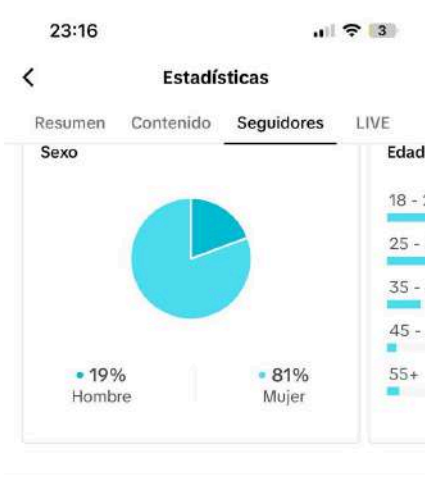 23:16 3
Estadísticas
Resumen Contenido Seguidores LIVE
Sexo
19% Hombre
81% Mujer
Edad
18 -
25 -
35 -
45 -
55+